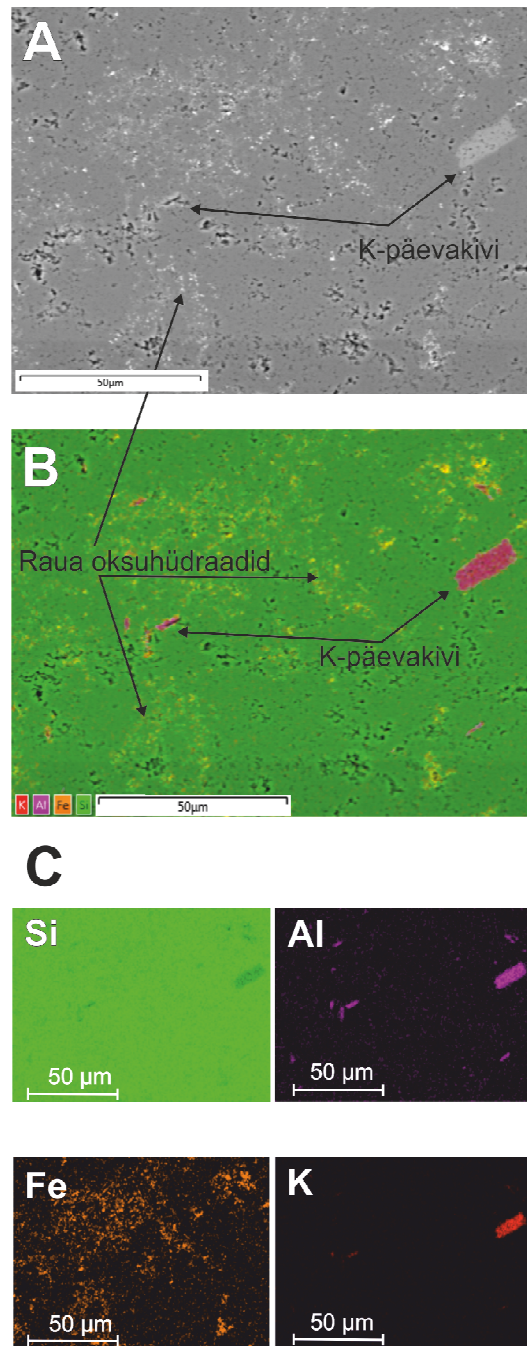 A
K-päevakivi
50µm
B
Raua oksuhüdraadid
K-päevakivi
K Al Fe Si
50µm
C
Si Al
50 µm 50 µm
Fe K
50 µm 50 µm